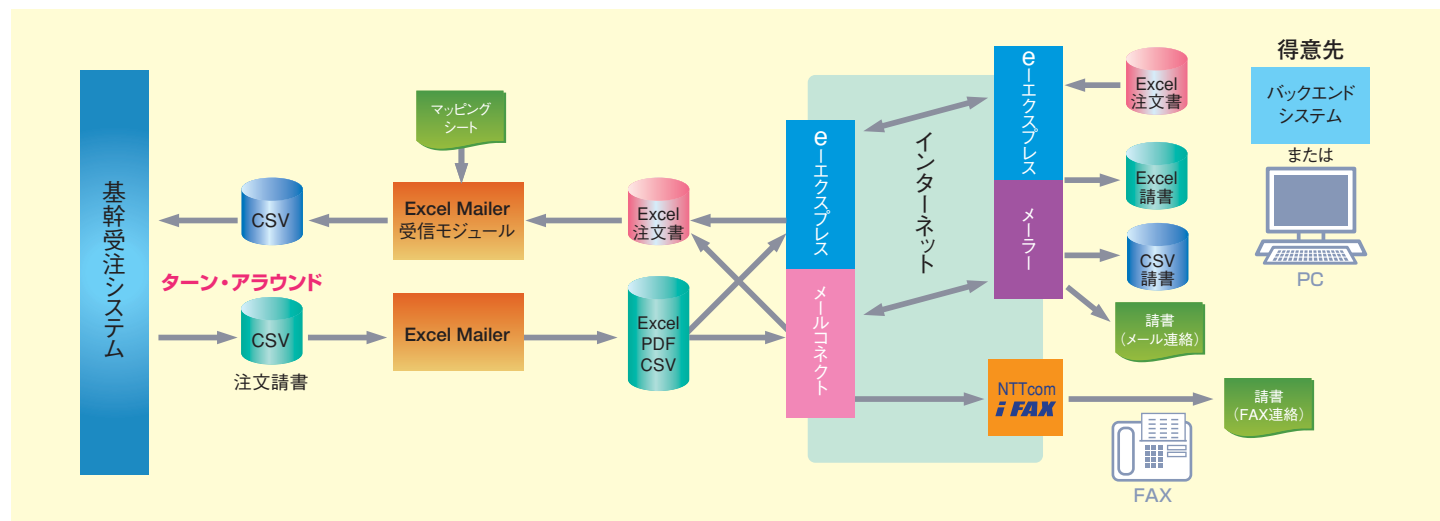 基幹受注システム
CSV
マッピング
シート
Excel Mailer
受信モジュール
Excel
注文書
ターン・アラウンド
CSV
注文請書
Excel Mailer
Excel
PDF
CSV
eーエクスプレス
メールコネクト
インターネット
eーエクスプレス
メーラー
NTTcom
i FAX
Excel
注文書
Excel
請書
CSV
請書
請書
（メール連絡）
請書
（FAX連絡）
FAX
得意先
バックエンド
システム
または
PC